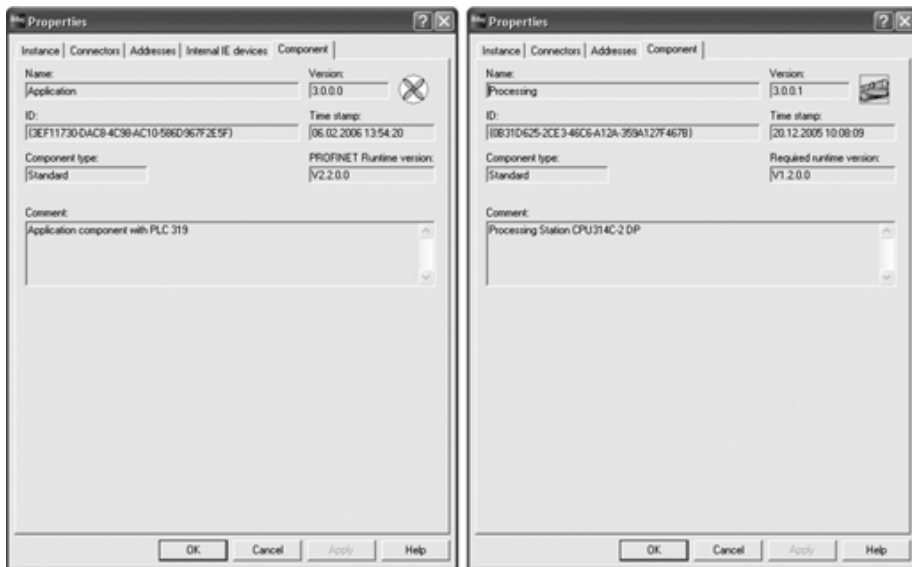 Properties
Instance Connectors Addresses Internal IE devices Component
Name: Version:
Application 3.0.0.0
ID: Time stamp:
{3EF11730-DAC8-4C98-AC10-586D967F2E5F} 06.02.2006 13:54:20
Component type: PROFINET Runtime version:
Standard V2.2.0.0
Comment:
Application component with PLC 319
OK Cancel Apply Help
Properties
Instance Connectors Addresses Component
Name: Version:
Processing 3.0.0.1
ID: Time stamp:
{0B31D625-2CE3-46C6-A12A-359A127F467B} 20.12.2005 10:08:09
Component type: Required runtime version:
Standard V1.2.0.0
Comment:
Processing Station CPU314C-2 DP
OK Cancel Apply Help